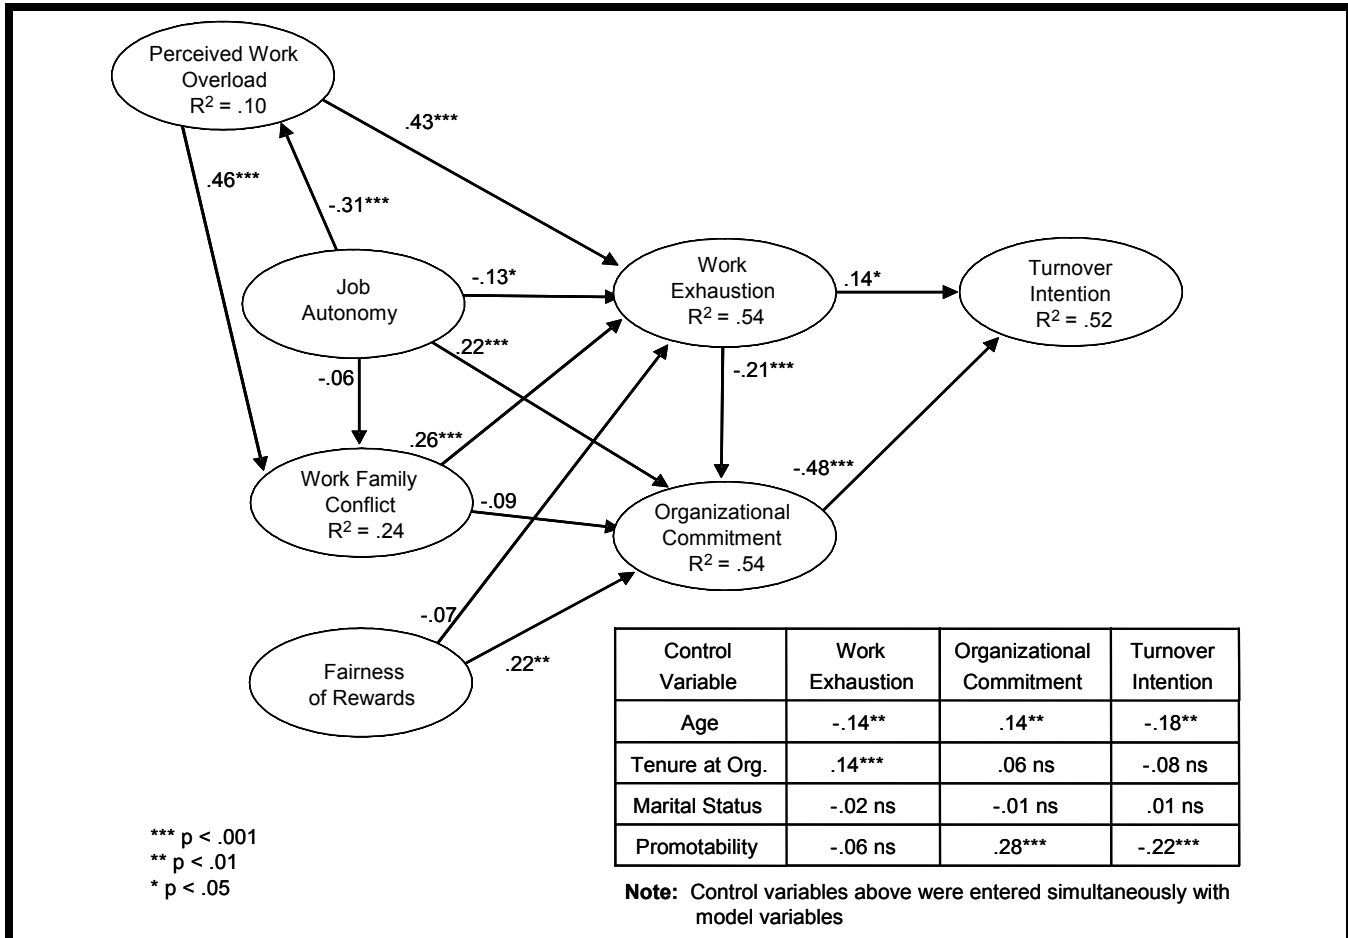 Perceived Work
Overload
R² = .10
.43***
.46***
-.31***
Job
Autonomy
-.13*
Work
Exhaustion
R² = .54
.14*
Turnover
Intention
R² = .52
.22***
-.06
-.21***
.26***
Work Family
Conflict
R² = .24
-.09
-.48***
Organizational
Commitment
R² = .54
-.07
.22**
Fairness
of Rewards
Control Variable Work Exhaustion Organizational Commitment Turnover Intention
Age -.14** .14** -.18**
Tenure at Org. .14*** .06 ns -.08 ns
Marital Status -.02 ns -.01 ns .01 ns
Promotability -.06 ns .28*** -.22***
*** p < .001
** p < .01
* p < .05
Note: Control variables above were entered simultaneously with
model variables